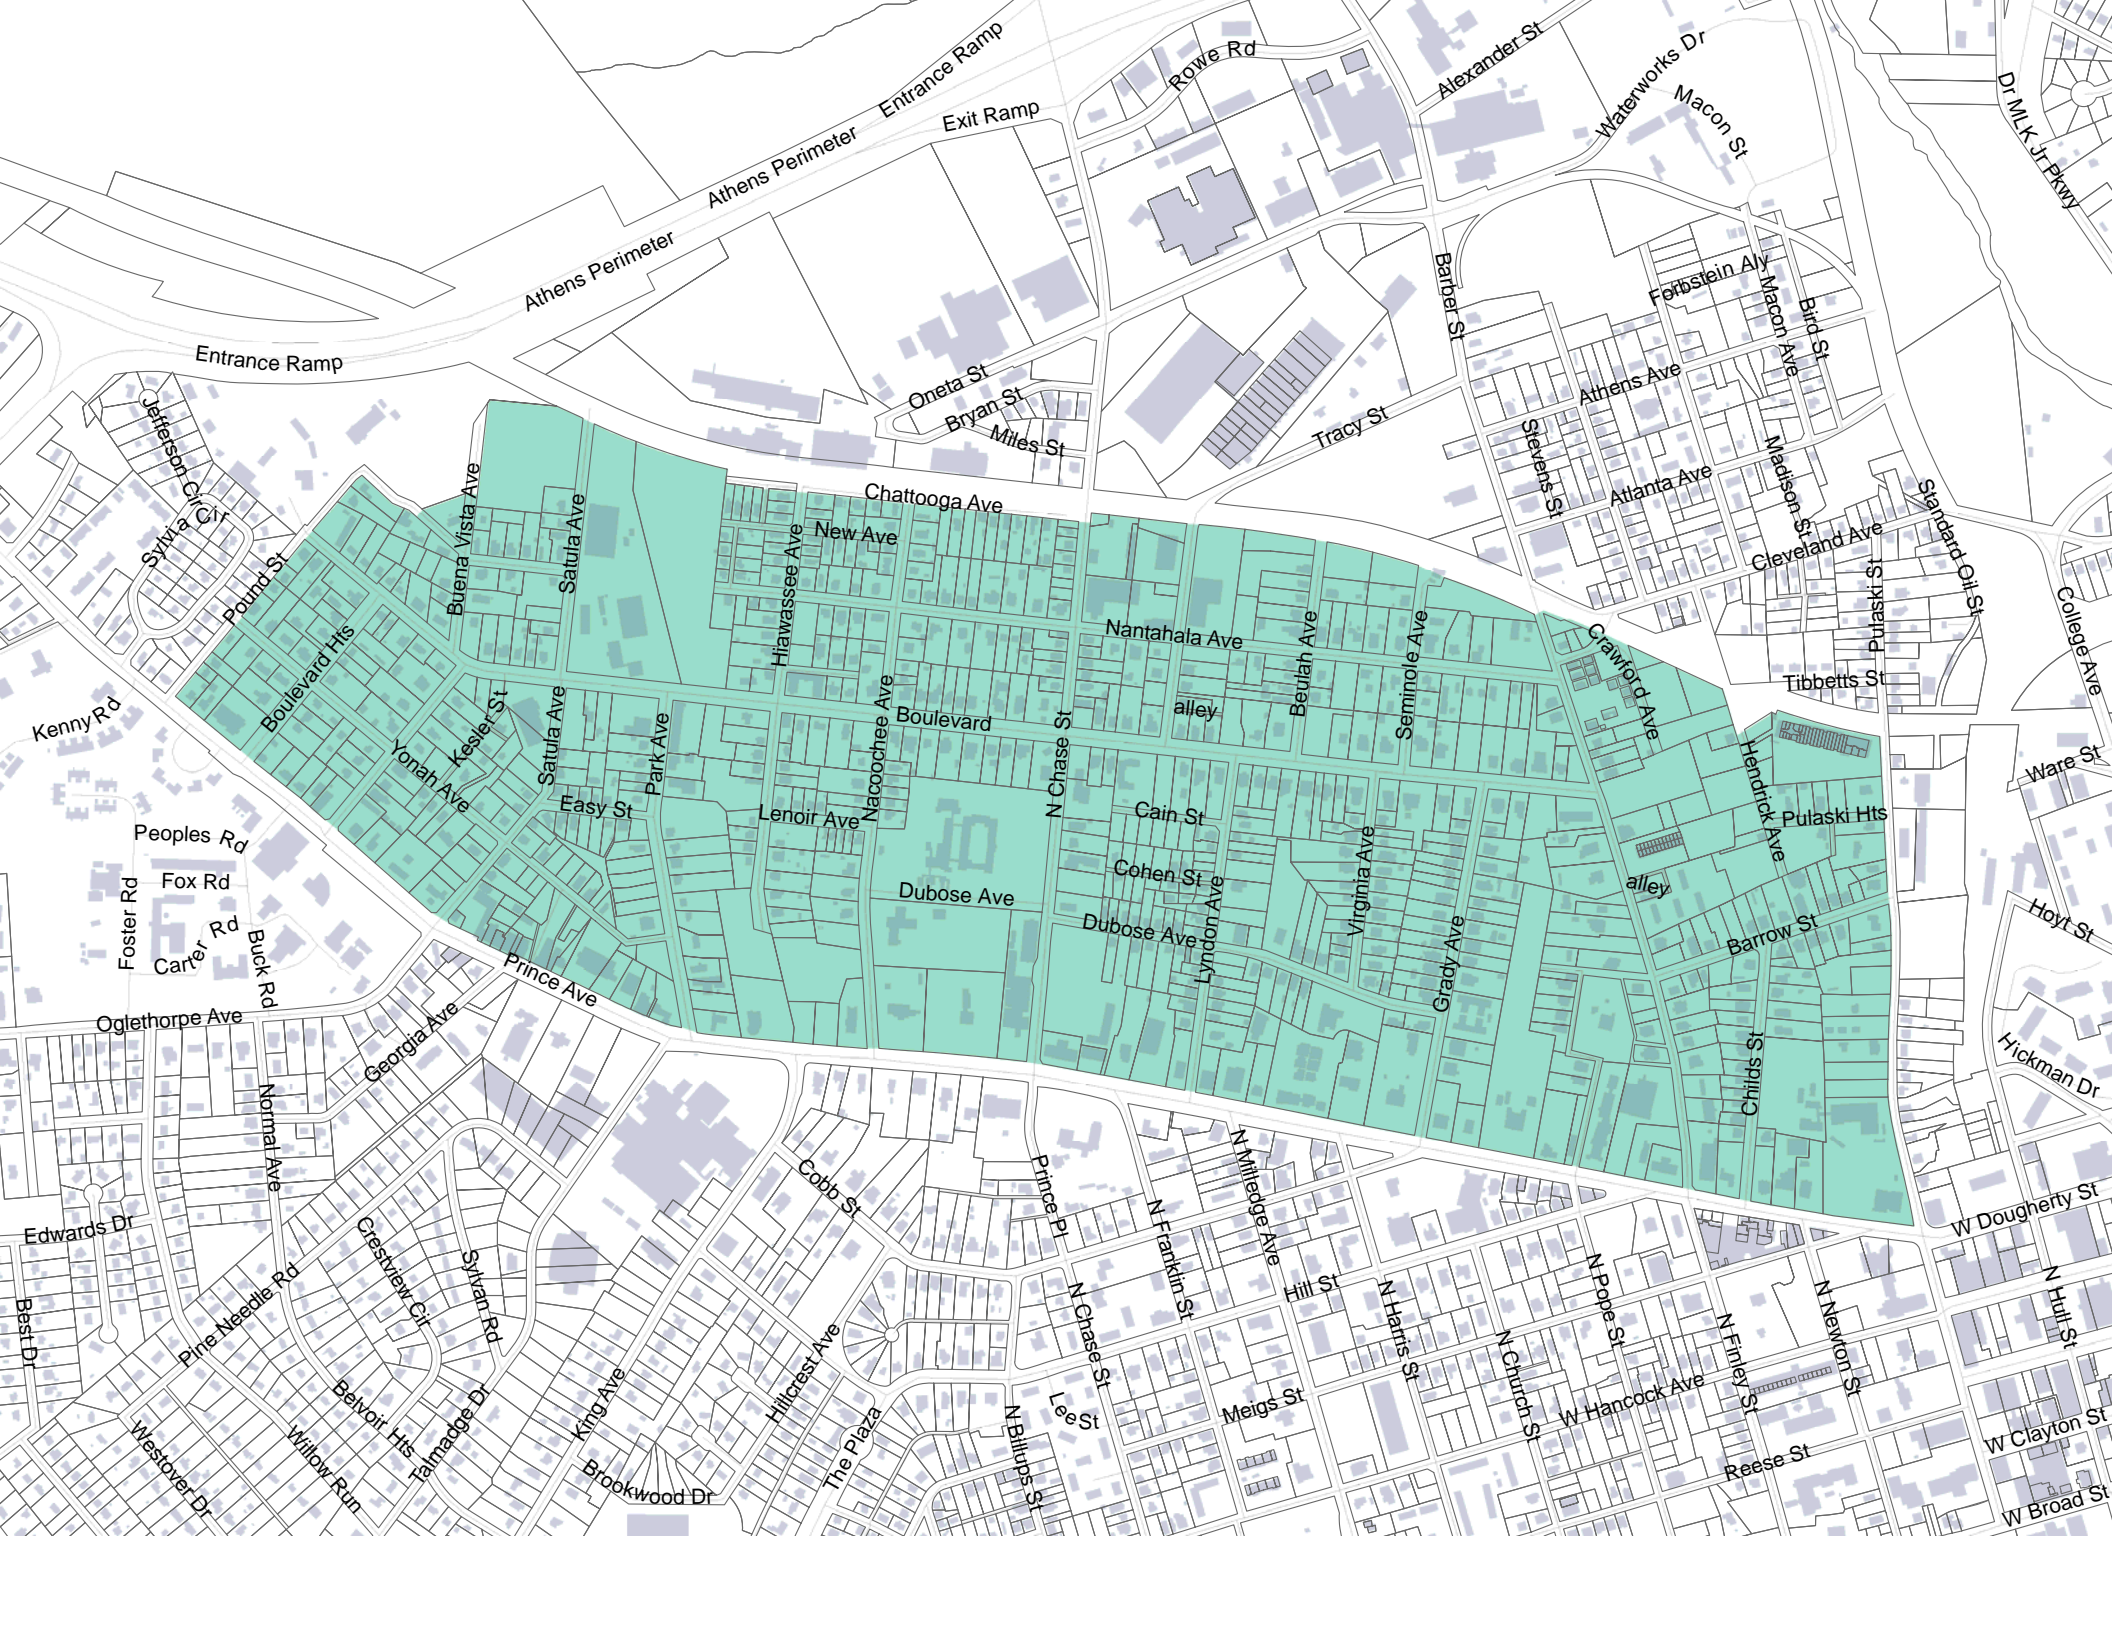 Entrance Ramp
Rowe Rd
Alexander St
Waterworks Dr
Macon St
Dr MLK Jr Pkwy
Exit Ramp
Athens Perimeter
Athens Perimeter
Entrance Ramp
Barber St
Forbstein Aly
Macon Ave
Bird St
Jefferson Cir
Sylvia Cir
Pound St
Oneta St
Bryan St
Miles St
Tracy St
Athens Ave
Stevens St
Atlanta Ave
Madison St
Cleveland Ave
Standard Oil St
Pulaski St
College Ave
Tibbetts St
Buena Vista Ave
Satula Ave
Chattooga Ave
New Ave
Hiawassee Ave
Nantahala Ave
Beulah Ave
Seminole Ave
Crawford Ave
Boulevard Hts
Kenny Rd
Kesler St
Yonah Ave
Satula Ave
Park Ave
Easy St
Naccoochee Ave
Boulevard
N Chase St
alley
Lenoir Ave
Cain St
Cohen St
Dubose Ave
Dubose Ave
Lyndon Ave
Virginia Ave
Grady Ave
Hendrick Ave
Pulaski Hts
alley
Barrow St
Childs St
Ware St
Hoyt St
Hickman Dr
Peoples Rd
Fox Rd
Foster Rd
Carter Rd
Buck Rd
Oglethorpe Ave
Georgia Ave
Prince Ave
Normal Ave
Edwards Dr
Best Dr
Pine Needle Rd
Crestview Cir
Sylvan Rd
Westover Dr
Willow Run
Belvoir Hts
Talmadge Dr
King Ave
Brookwood Dr
Hillcrest Ave
The Plaza
Cobb St
Prince Pl
N Franklin St
N Milledge Ave
Hill St
N Chase St
Lee St
N Billups St
Meigs St
N Harris St
N Church St
N Pope St
W Hancock Ave
N Finley St
N Newton St
Reese St
W Dougherty St
N Hull St
W Clayton St
W Broad St